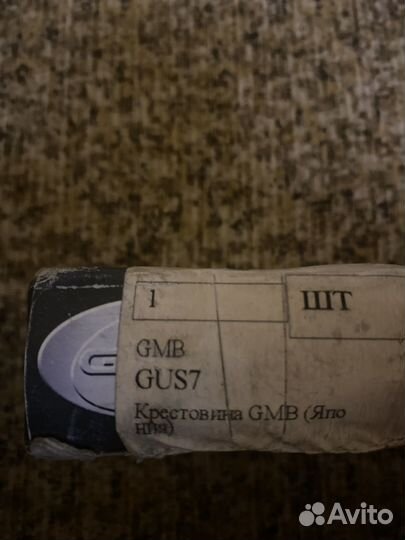 1 ШТ
GMB
GUS7
Крестовина GMB (Япо
ния)
Avito